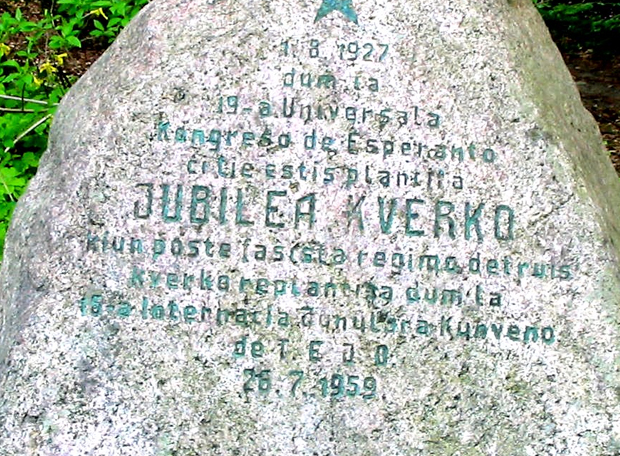 1.8.1927
dum la
19-a Universala
Kongreso de Esperanto
ĉi tie estis plantita
JUBILEA KVERKO
kiun poste faŝista reĝimo detruis
kverko replantita dum la
15-a Internacia Junulara Kunveno
de T E J O
26.7.1959